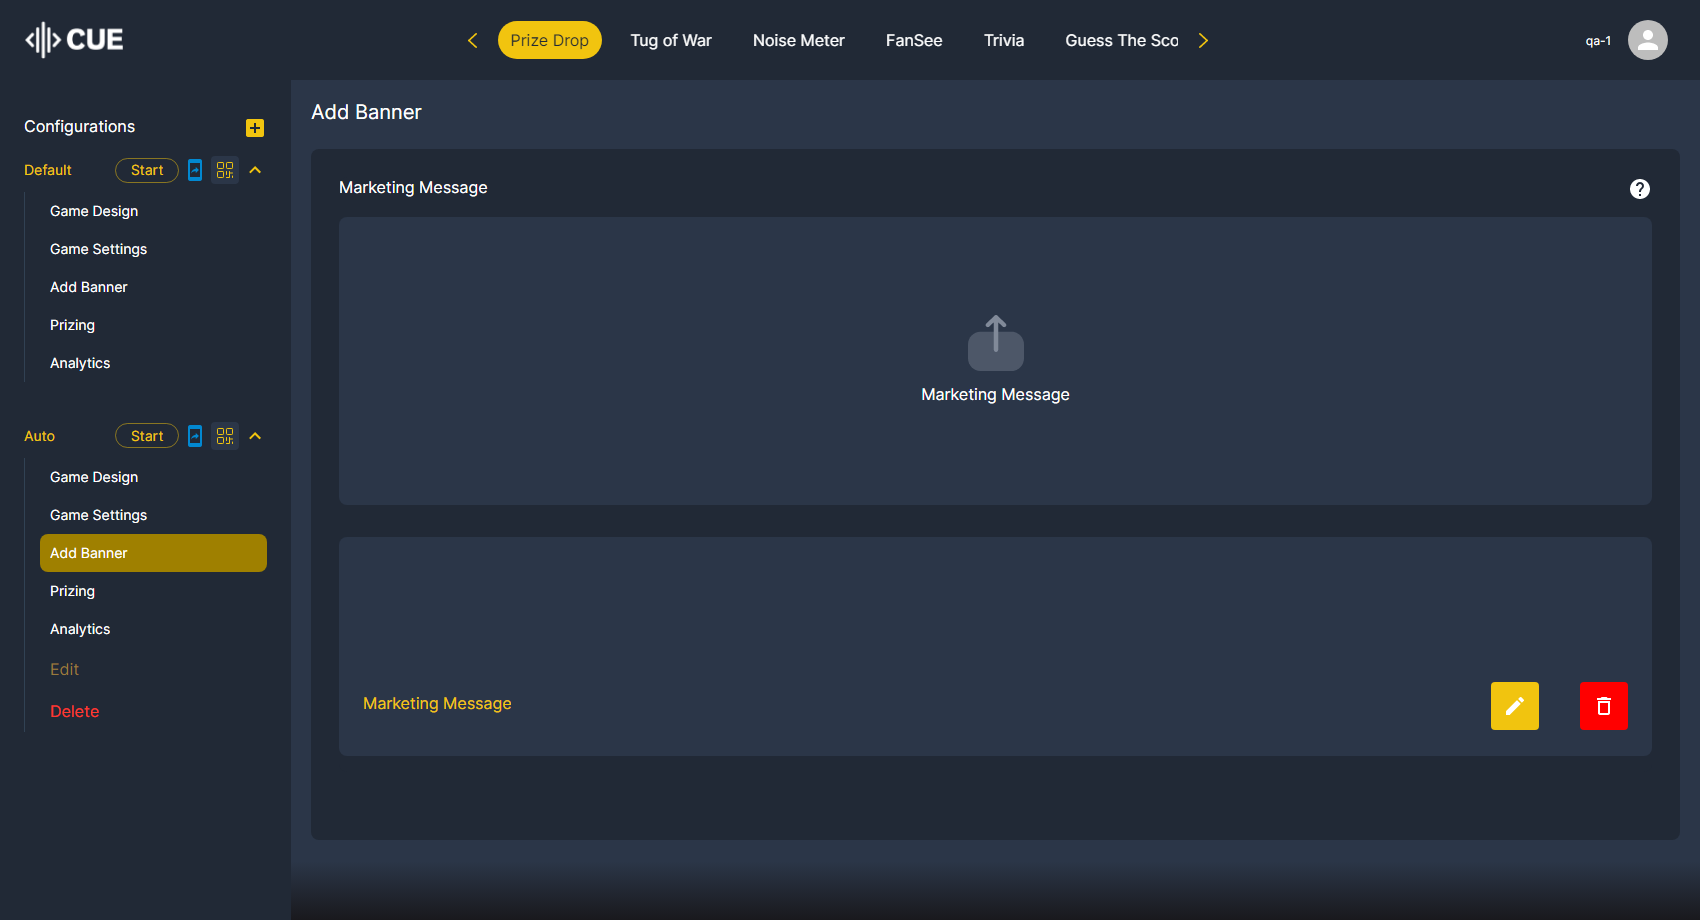 CUE
Prize Drop
Tug of War
Noise Meter
FanSee
Trivia
Guess The Sco
qa-1
Configurations
Default
Start
Game Design
Game Settings
Add Banner
Prizing
Analytics
Auto
Start
Game Design
Game Settings
Add Banner
Prizing
Analytics
Edit
Delete
Add Banner
Marketing Message
?
Marketing Message
Marketing Message